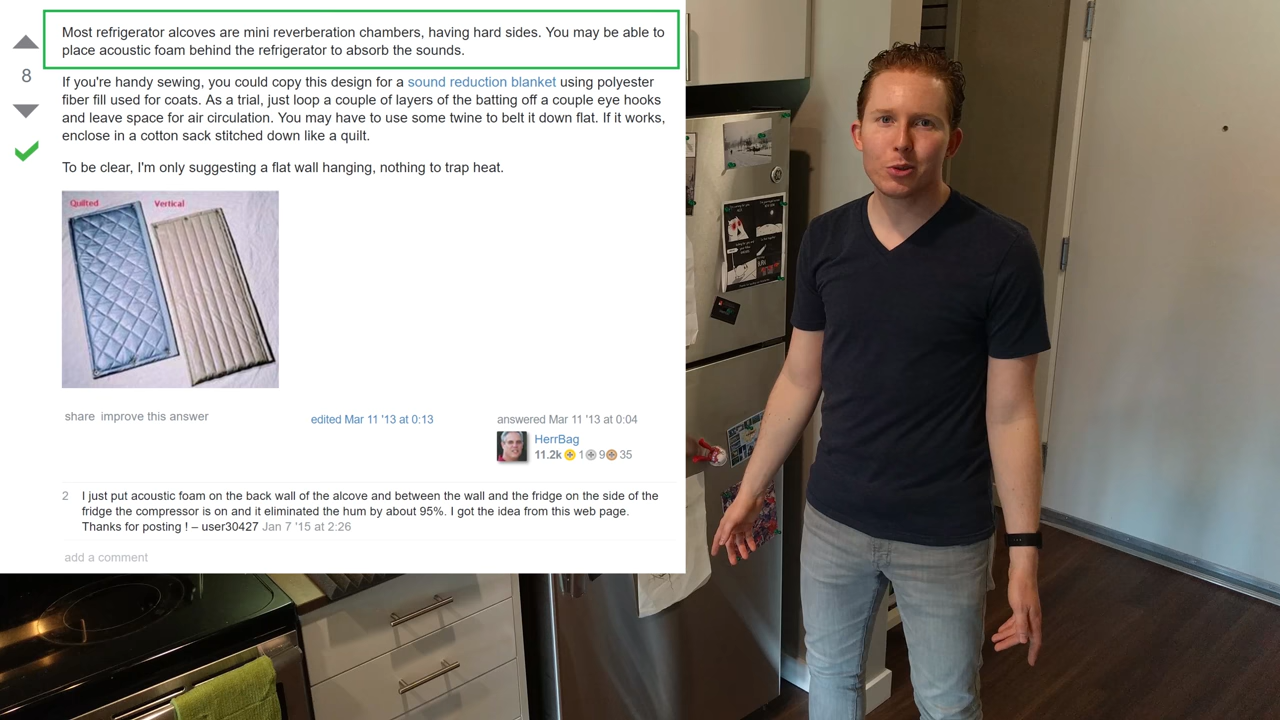 Most refrigerator alcoves are mini reverberation chambers, having hard sides. You may be able to
place acoustic foam behind the refrigerator to absorb the sounds.
8
If you're handy sewing, you could copy this design for a sound reduction blanket using polyester
fiber fill used for coats. As a trial, just loop a couple of layers of the batting off a couple eye hooks
and leave space for air circulation. You may have to use some twine to belt it down flat. If it works,
enclose in a cotton sack stitched down like a quilt.
To be clear, I'm only suggesting a flat wall hanging, nothing to trap heat.
Quilted Vertical
share improve this answer
edited Mar 11 '13 at 0:13
answered Mar 11 '13 at 0:04
HerrBag
11.2k 1 9 35
2 I just put acoustic foam on the back wall of the alcove and between the wall and the fridge on the side of the
fridge the compressor is on and it eliminated the hum by about 95%. I got the idea from this web page.
Thanks for posting ! – user30427 Jan 7 '15 at 2:26
add a comment